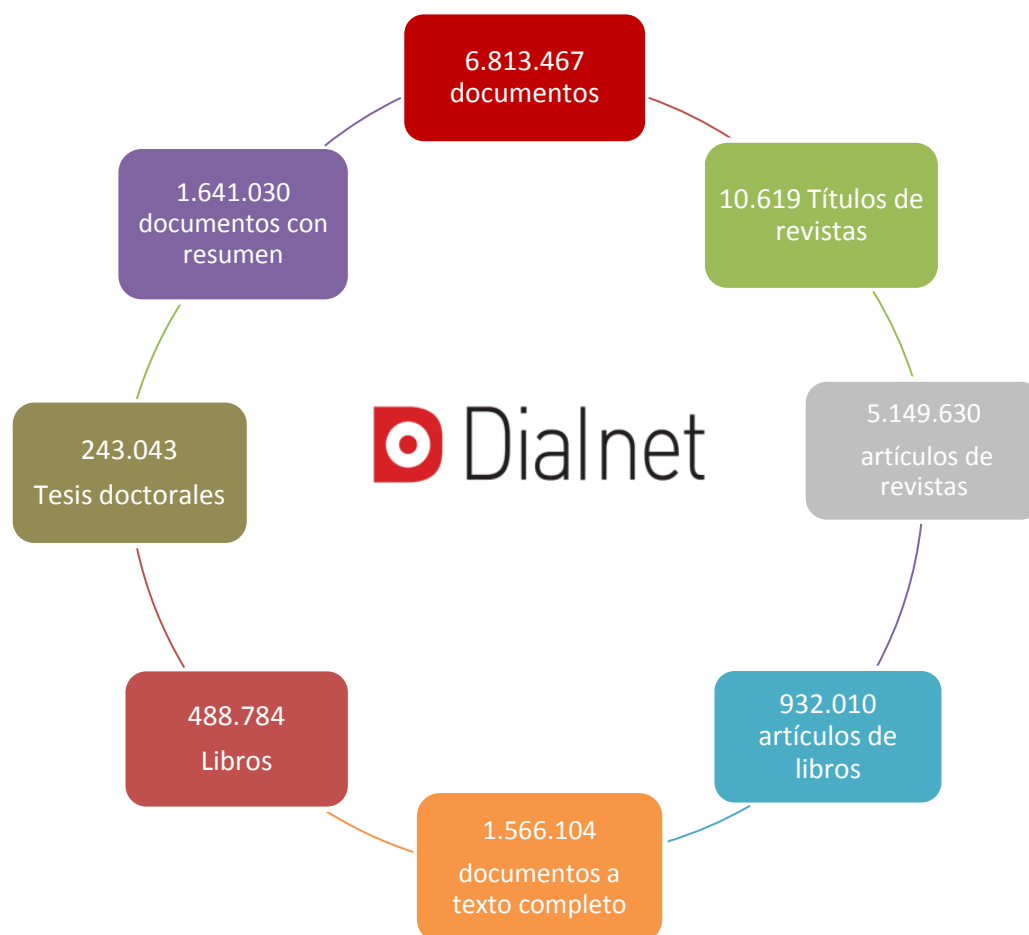 6.813.467
documentos
10.619 Títulos de
revistas
5.149.630
artículos de
revistas
932.010
artículos de
libros
1.566.104
documentos a
texto completo
488.784
Libros
243.043
Tesis doctorales
1.641.030
documentos con
resumen
Dialnet